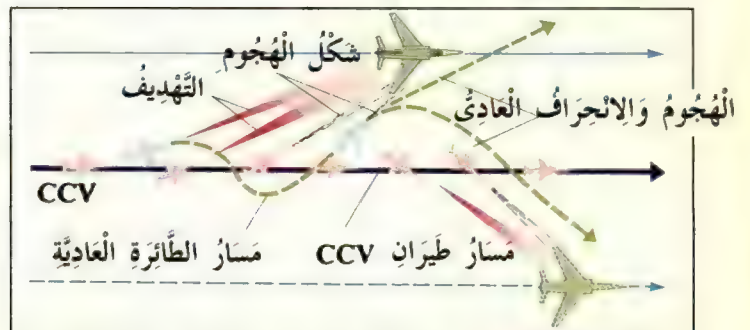 شَكْلُ الْهُجُومِ
التَّهْدِيفُ
الْهُجُومُ وَالِانْحِرَافُ الْعَادِيُّ
CCV
مَسَارُ الطَّائِرَةِ الْعَادِيَّةِ
مَسَارُ طَيَرَانِ CCV